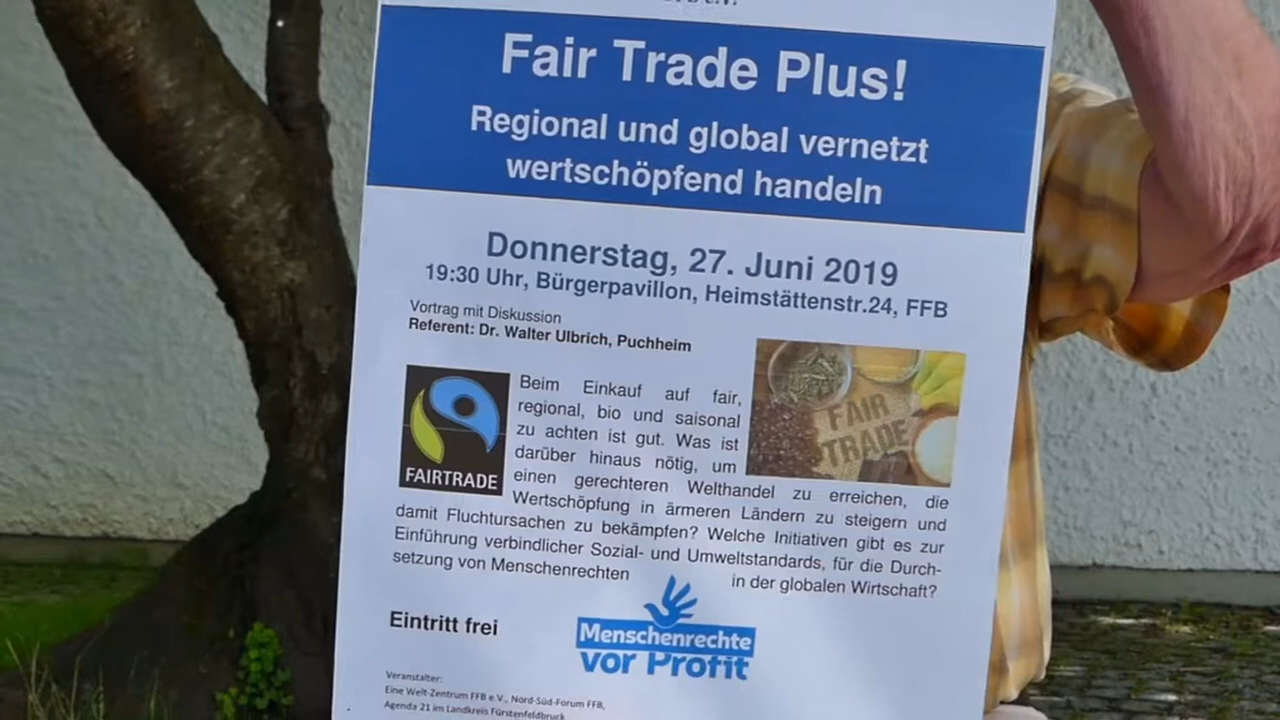 Fair Trade Plus!
Regional und global vernetzt
wertschöpfend handeln
Donnerstag, 27. Juni 2019
19:30 Uhr, Bürgerpavillon, Heimstättenstr.24, FFB
Vortrag mit Diskussion
Referent: Dr. Walter Ulbrich, Puchheim
FAIR
TRADE
FAIRTRADE
Beim Einkauf auf fair,
regional, bio und saisonal
zu achten ist gut. Was ist
darüber hinaus nötig, um
einen gerechteren Welthandel zu erreichen, die
Wertschöpfung in ärmeren Ländern zu steigern und
damit Fluchtursachen zu bekämpfen? Welche Initiativen gibt es zur
Einführung verbindlicher Sozial- und Umweltstandards, für die Durch-
setzung von Menschenrechten in der globalen Wirtschaft?
Eintritt frei
Menschenrechte
vor Profit
Veranstalter:
Eine Welt-Zentrum FFB e.V., Nord-Süd-Forum FFB,
Agenda 21 im Landkreis Fürstenfeldbruck